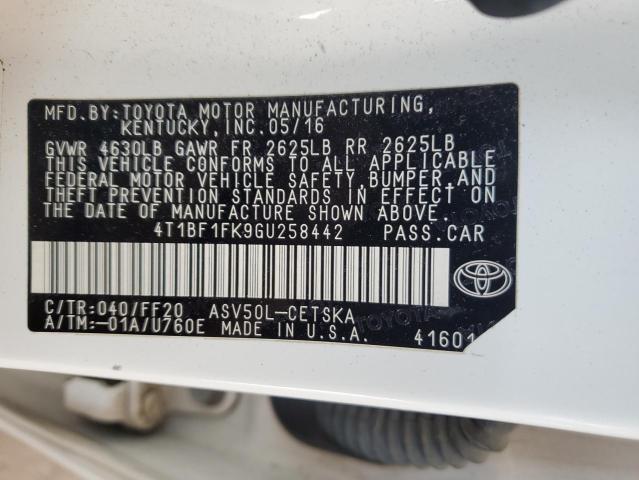 MFD.BY:TOYOTA MOTOR MANUFACTURING,
KENTUCKY,INC.05/16
GVWR 4630LB GAWR FR 2625LB RR 2625LB
THIS VEHICLE CONFORMS TO ALL APPLICABLE
FEDERAL MOTOR VEHICLE SAFETY,BUMPER,AND
THEFT PREVENTION STANDARDS IN EFFECT ON
THE DATE OF MANUFACTURE SHOWN ABOVE.
4T1BF1FK9GU258442 PASS.CAR
C/TR:040/FF20 ASV50L-CETSKA
A/TM:-01A/U760E MADE IN U.S.A. 41601